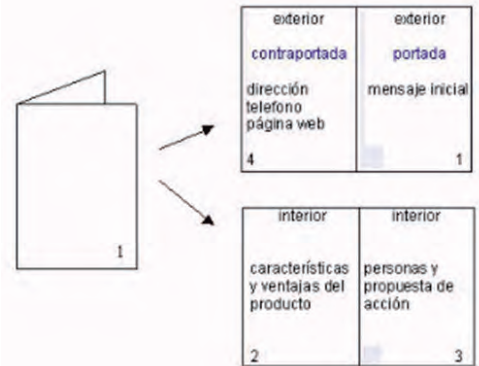 1
exterior
contraportada
dirección
telefono
página web
4
exterior
portada
mensaje inicial
1
interior
características
y ventajas del
producto
2
interior
personas y
propuesta de
acción
3